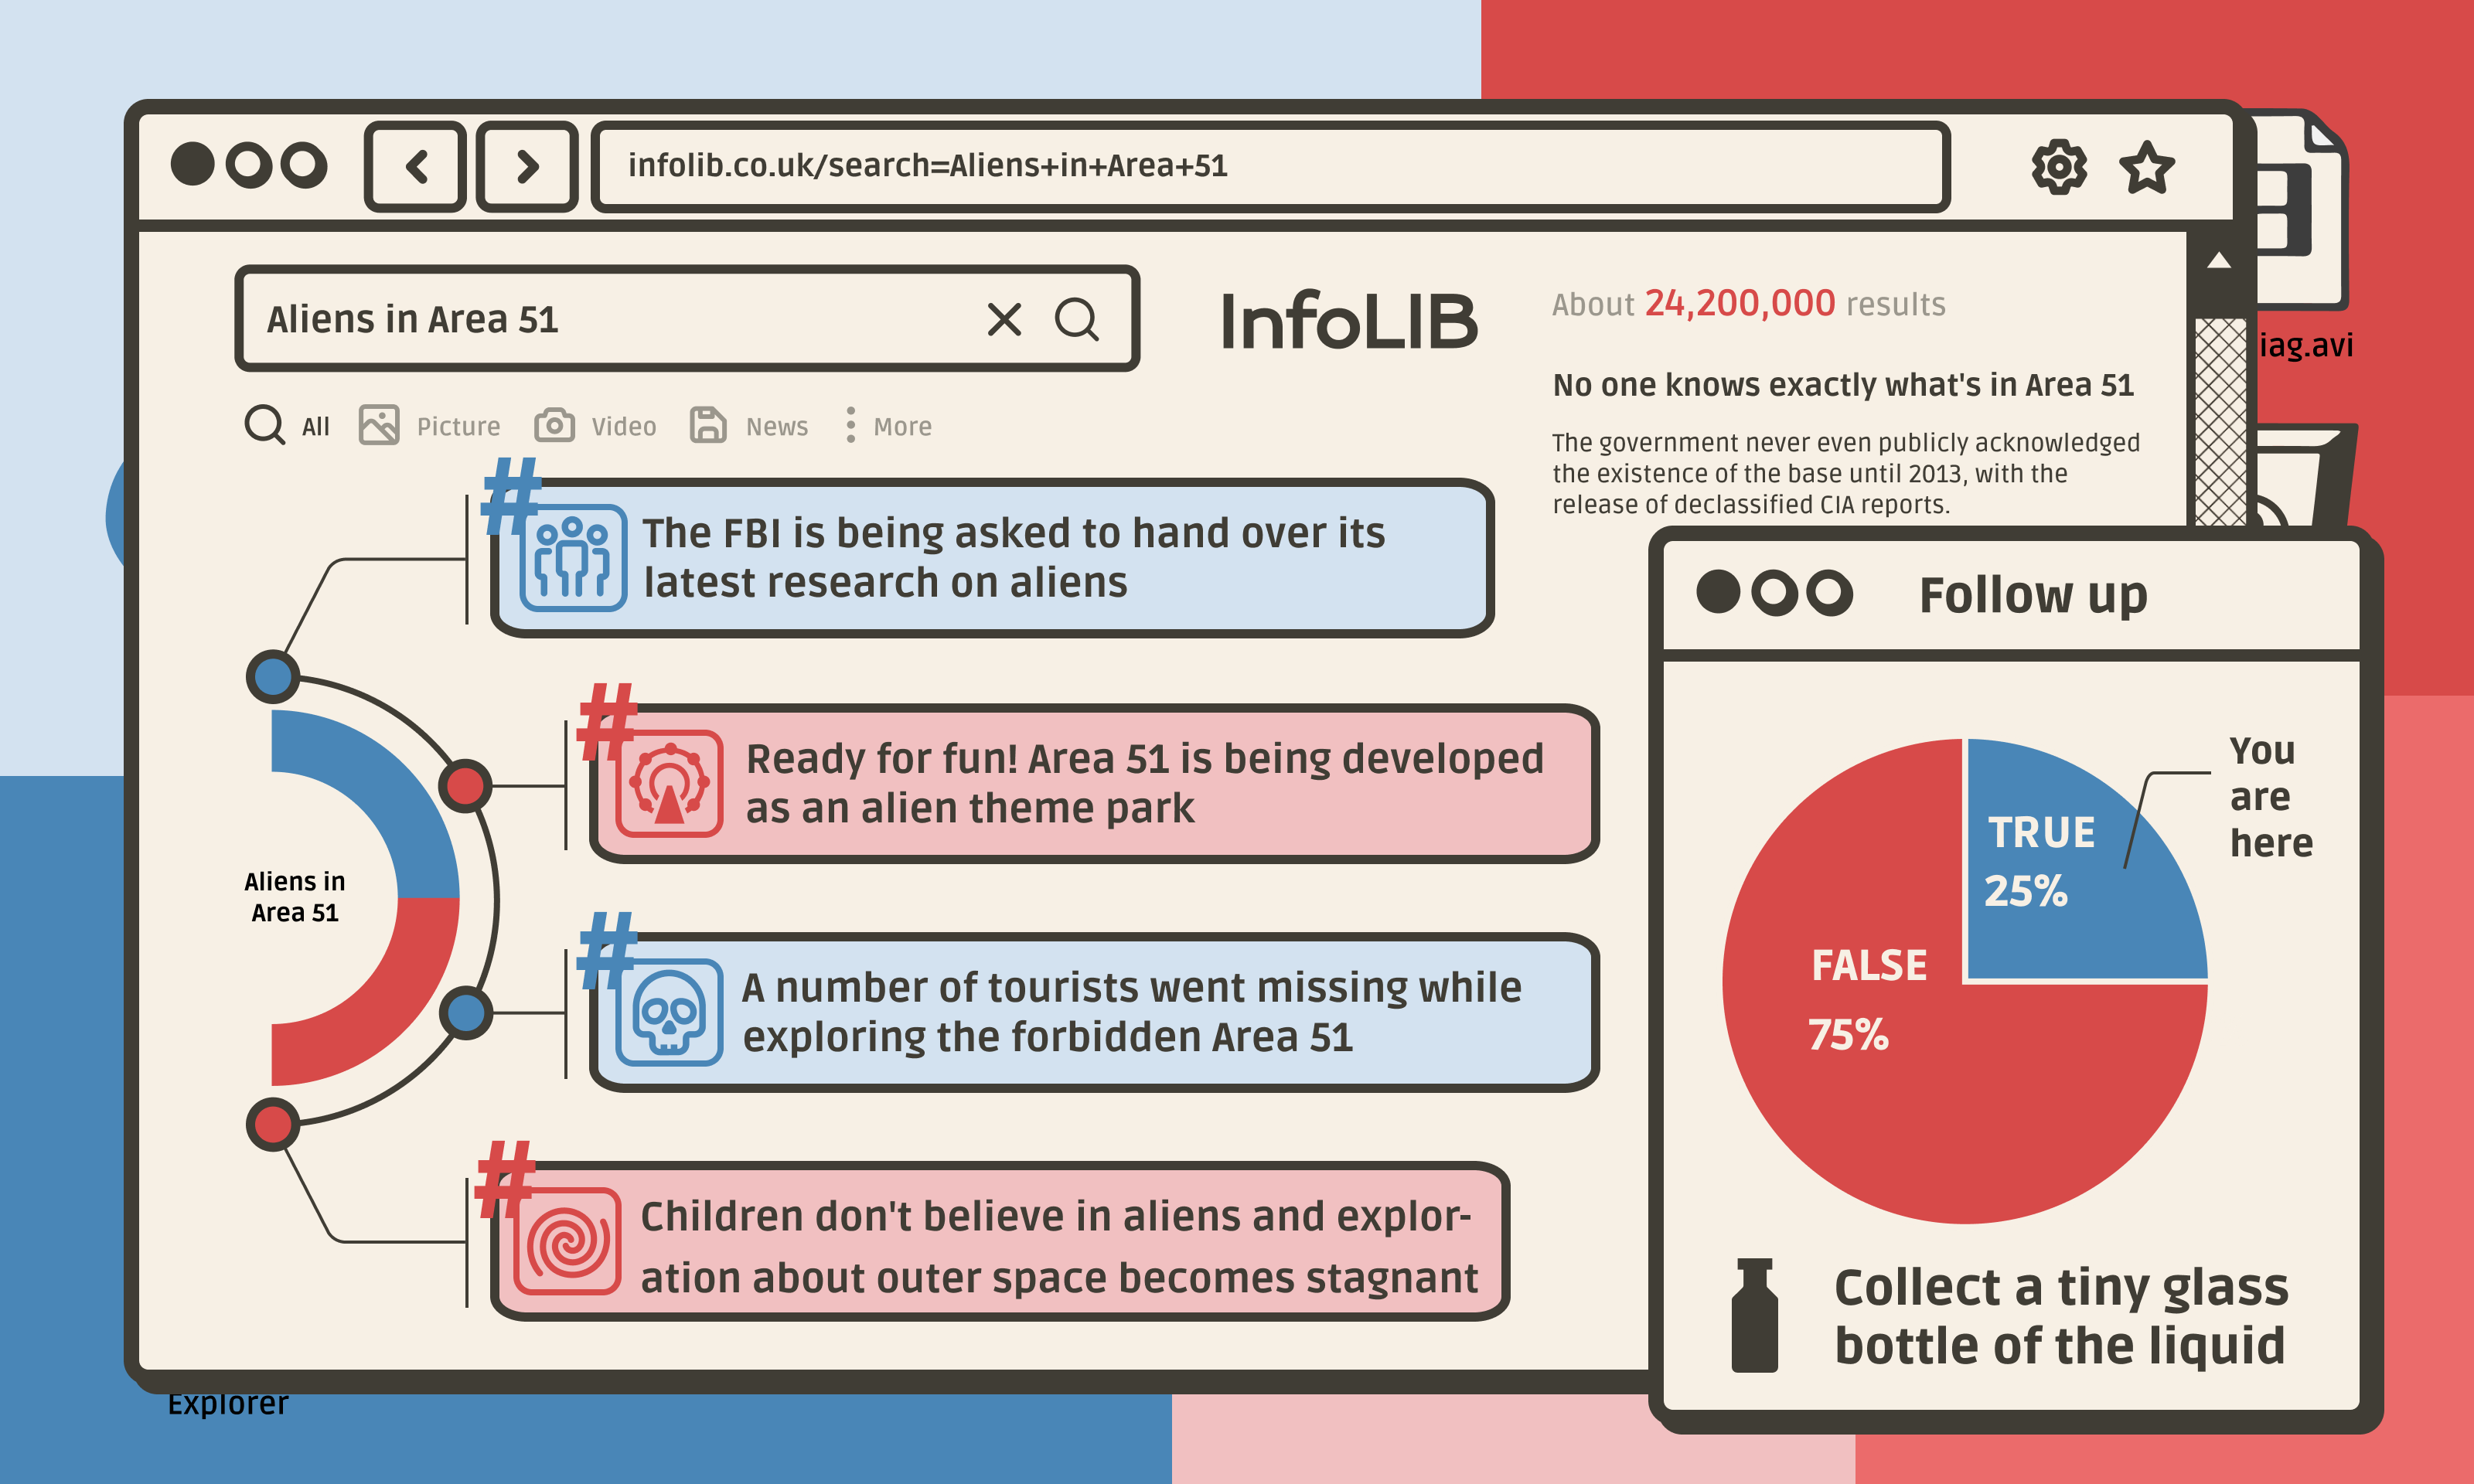 infolib.co.uk/search=Aliens+in+Area+51
Aliens in Area 51
InfoLIB
About 24,200,000 results
All Picture Video News More
No one knows exactly what's in Area 51
The government never even publicly acknowledged
the existence of the base until 2013, with the
release of declassified CIA reports.
iag.avi
# The FBI is being asked to hand over its
latest research on aliens
# Ready for fun! Area 51 is being developed
as an alien theme park
Aliens in
Area 51
# A number of tourists went missing while
exploring the forbidden Area 51
# Children don't believe in aliens and explor-
ation about outer space becomes stagnant
Follow up
You
are
here
TRUE
25%
FALSE
75%
Collect a tiny glass
bottle of the liquid
Explorer